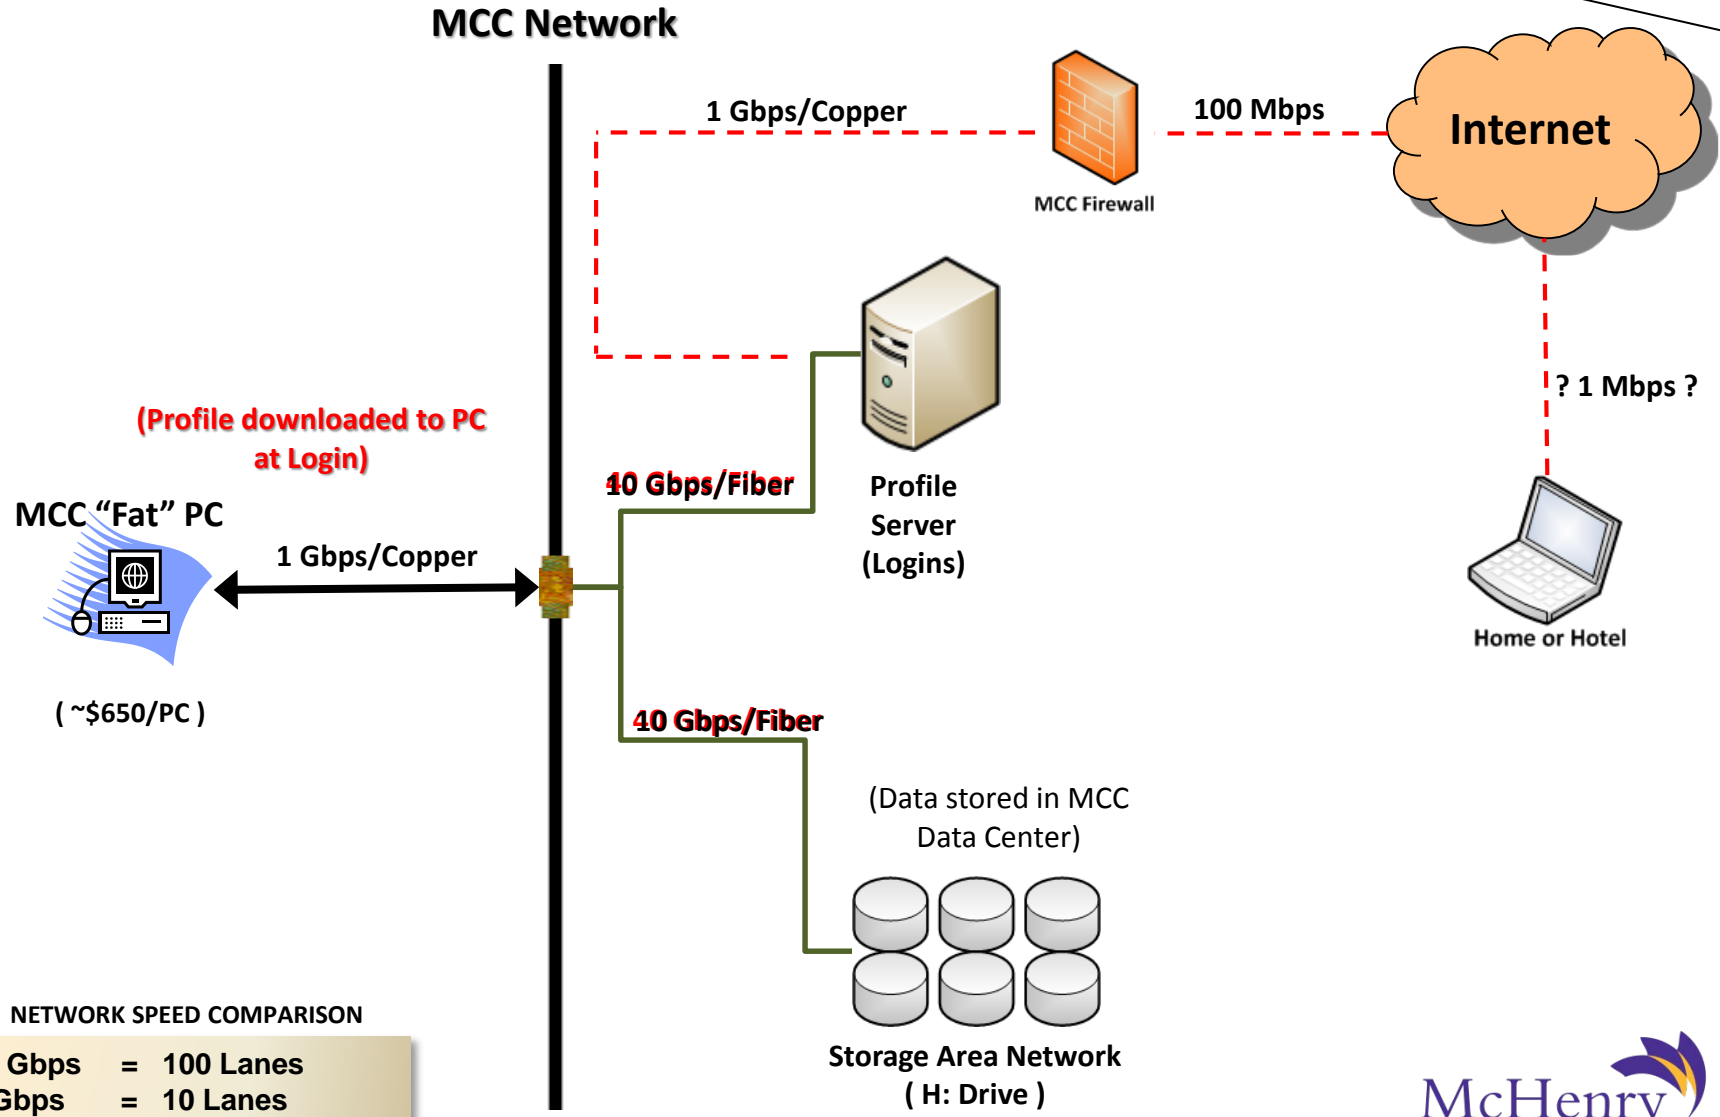 MCC Network
1 Gbps/Copper
100 Mbps
Internet
MCC Firewall
? 1 Mbps ?
(Profile downloaded to PC
at Login)
Gbps/Fiber
Profile
Server
(Logins)
MCC “Fat” PC
1 Gbps/Copper
Home or Hotel
( ~$650/PC )
Gbps/Fiber
(Data stored in MCC
Data Center)
NETWORK SPEED COMPARISON
Gbps = 100 Lanes
Gbps = 10 Lanes
Storage Area Network
( H: Drive )
McHenry